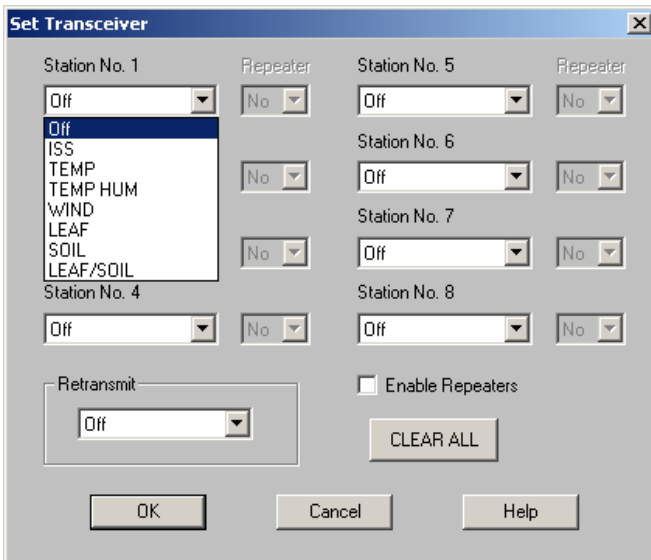 Set Transceiver
Station No. 1 Repeater
Off No
Off
ISS
TEMP
TEMP HUM
WIND
LEAF
SOIL
LEAF/SOIL
No
No
Station No. 4
Off No
Station No. 5 Repeater
Off No
Station No. 6
Off No
Station No. 7
Off No
Station No. 8
Off No
Retransmit
Off
Enable Repeaters
CLEAR ALL
OK Cancel Help